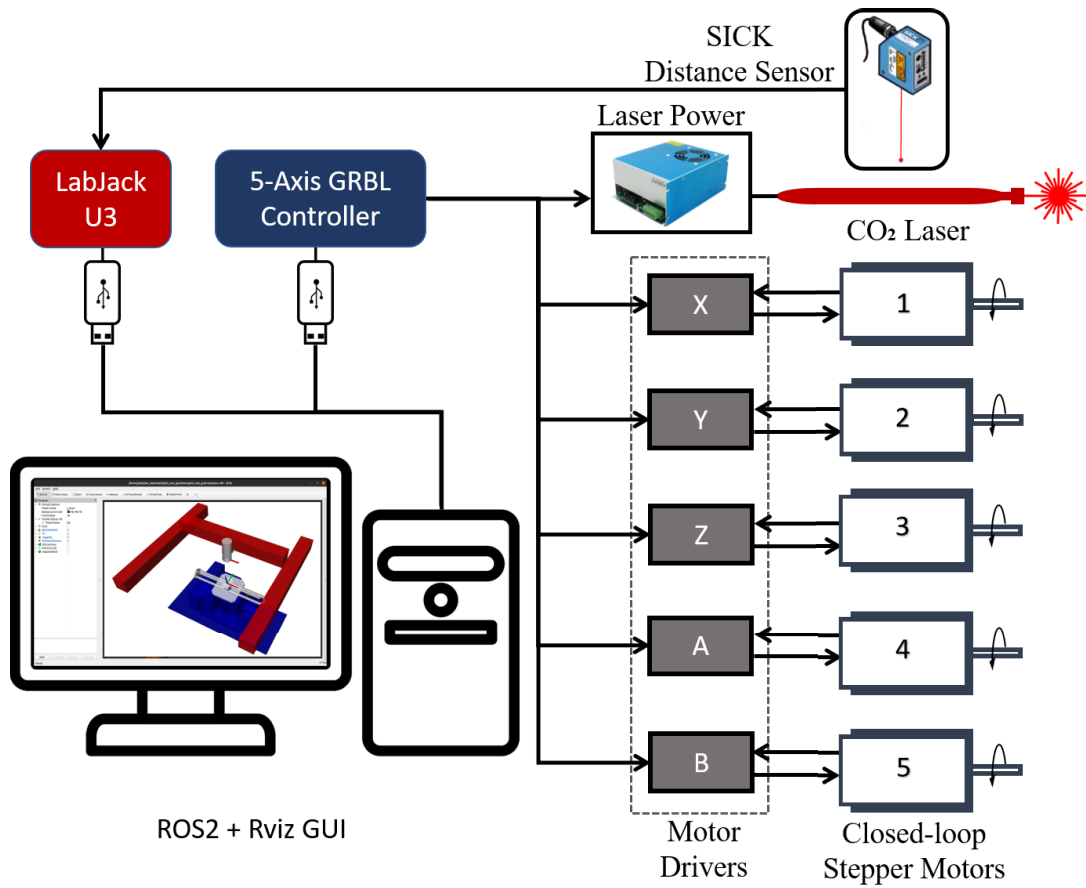 SICK
Distance Sensor
Laser Power
LabJack
U3
5-Axis GRBL
Controller
CO₂ Laser
X
1
Y
2
Z
3
A
4
B
5
ROS2 + Rviz GUI
Motor
Drivers
Closed-loop
Stepper Motors